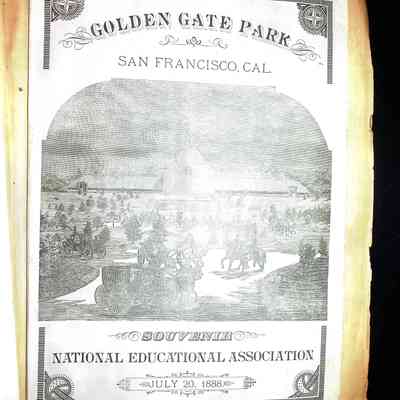 GOLDEN GATE PARK
SAN FRANCISCO, CAL.
SOUVENIR
NATIONAL EDUCATIONAL ASSOCIATION
JULY 20, 1888.